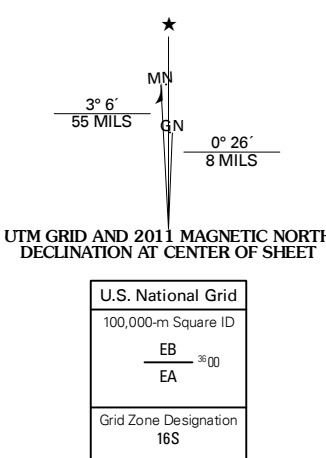 MN
3° 6´
55 MILS
GN
0° 26´
8 MILS
UTM GRID AND 2011 MAGNETIC NORTH
DECLINATION AT CENTER OF SHEET
U.S. National Grid
100,000-m Square ID
EB
3600
EA
Grid Zone Designation
16S